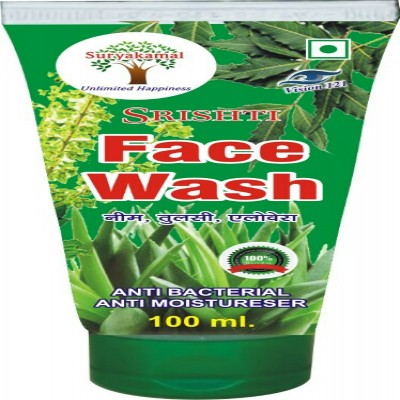 Suryakamal
Unlimited Happiness
Vision 121
SRISHTI
Face
Wash
नीम, तुलसी, एलोवेरा
100%
ANTI BACTERIAL
ANTI MOISTURESER
100 ml.